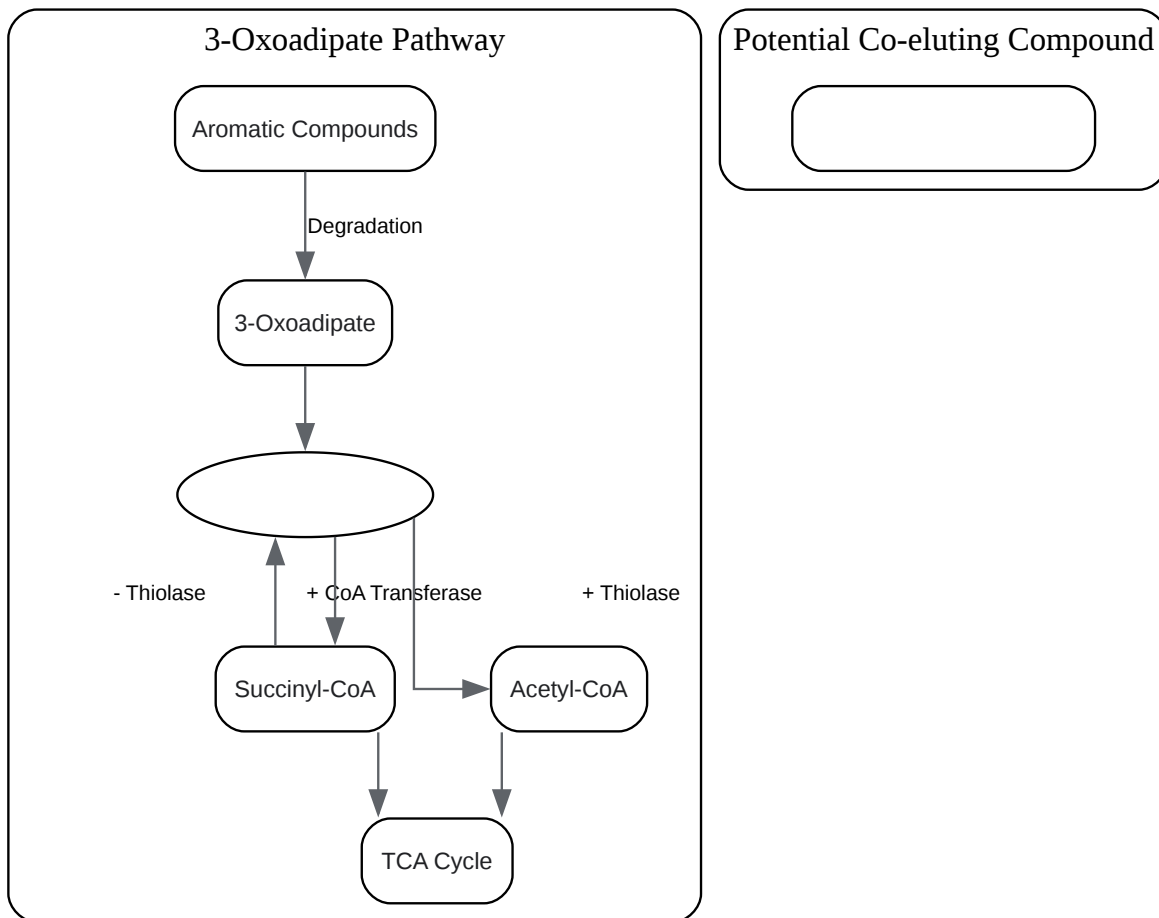 3-Oxoadipate Pathway
Potential Co-eluting Compound
Aromatic Compounds
Degradation
3-Oxoadipate
- Thiolase
+ CoA Transferase
+ Thiolase
Succinyl-CoA
Acetyl-CoA
TCA Cycle